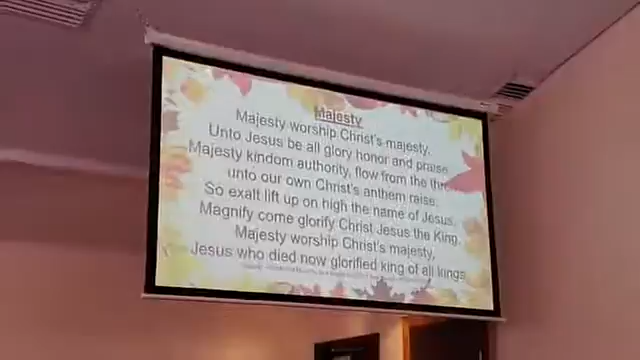 Majesty
Majesty worship Christ's majesty,
Unto Jesus be all glory honor and praise
Majesty kindom authority, flow from the
unto our own Christ's anthem raise.
So exalt lift up on high the name of Jesus.
Magnify come glorify Christ Jesus the King.
Majesty worship Christ's majesty,
Jesus who died now glorified king of all kings